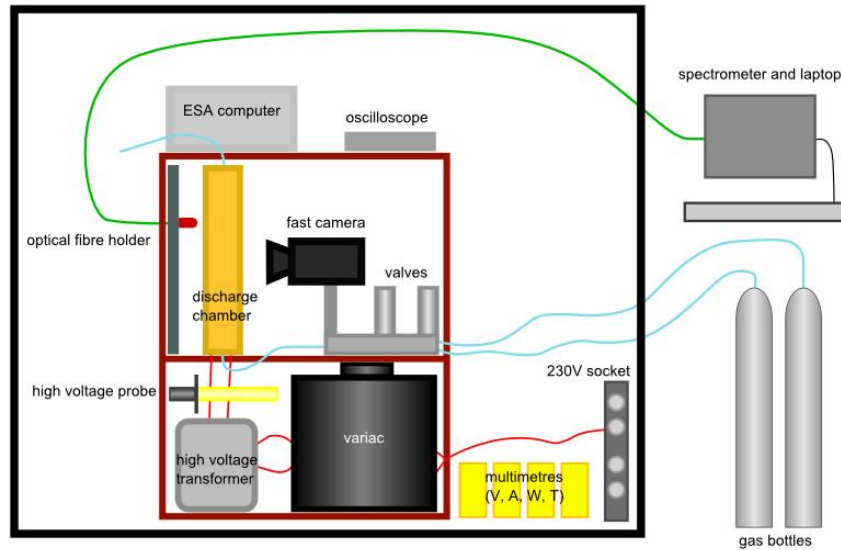 spectrometer and laptop
ESA computer
oscilloscope
fast camera
optical fibre holder
valves
discharge
chamber
230V socket
high voltage probe
variac
high voltage
transformer
multimetres
(V, A, W, T)
gas bottles